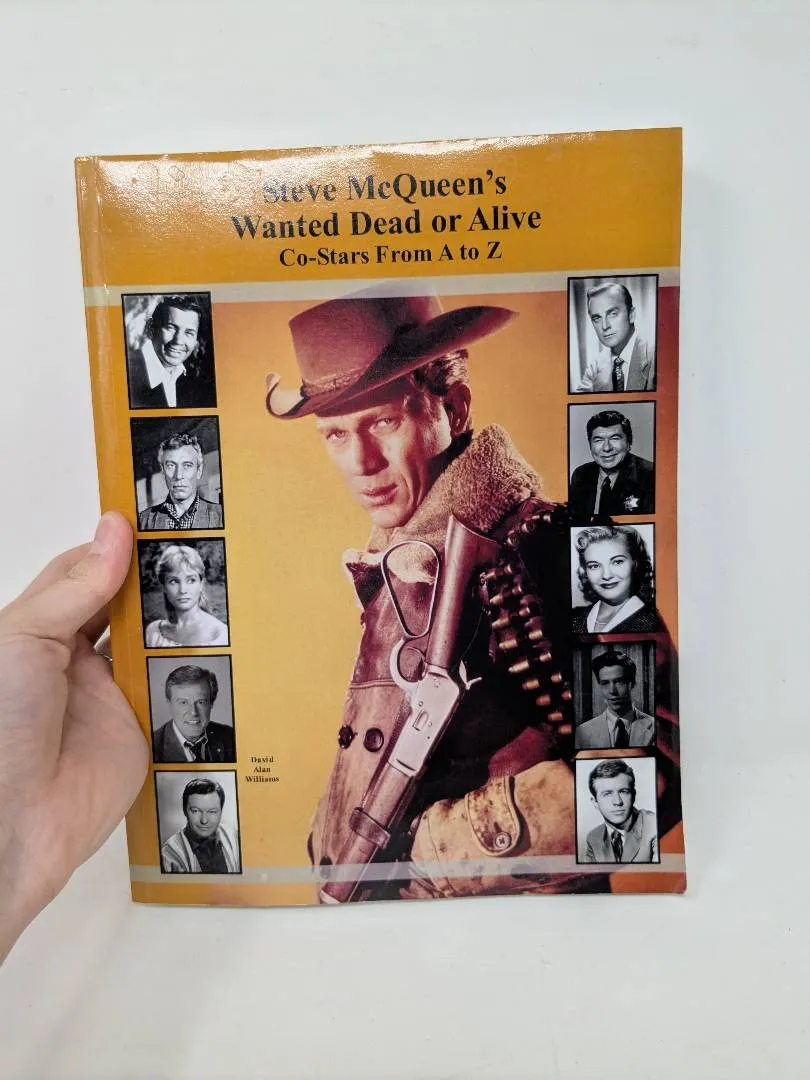 Steve McQueen's
Wanted Dead or Alive
Co-Stars From A to Z
David
Alan
Williams